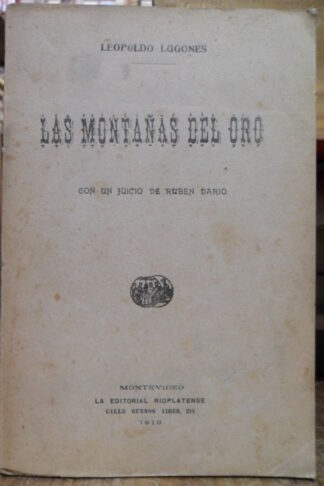 LEOPOLDO LUGONES
LAS MONTAÑAS DEL ORO
CON UN JUICIO DE RUBEN DARIO
MONTEVIDEO
LA EDITORIAL RIOPLATENSE
CALLE BUENOS AIRES, 214
1919